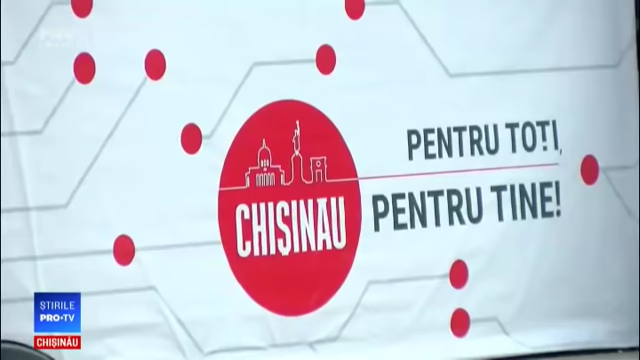 PENTRU TOȚI,
CHIȘINĂU
PENTRU TINE!
ȘTIRILE
PRO•TV
CHIȘINĂU